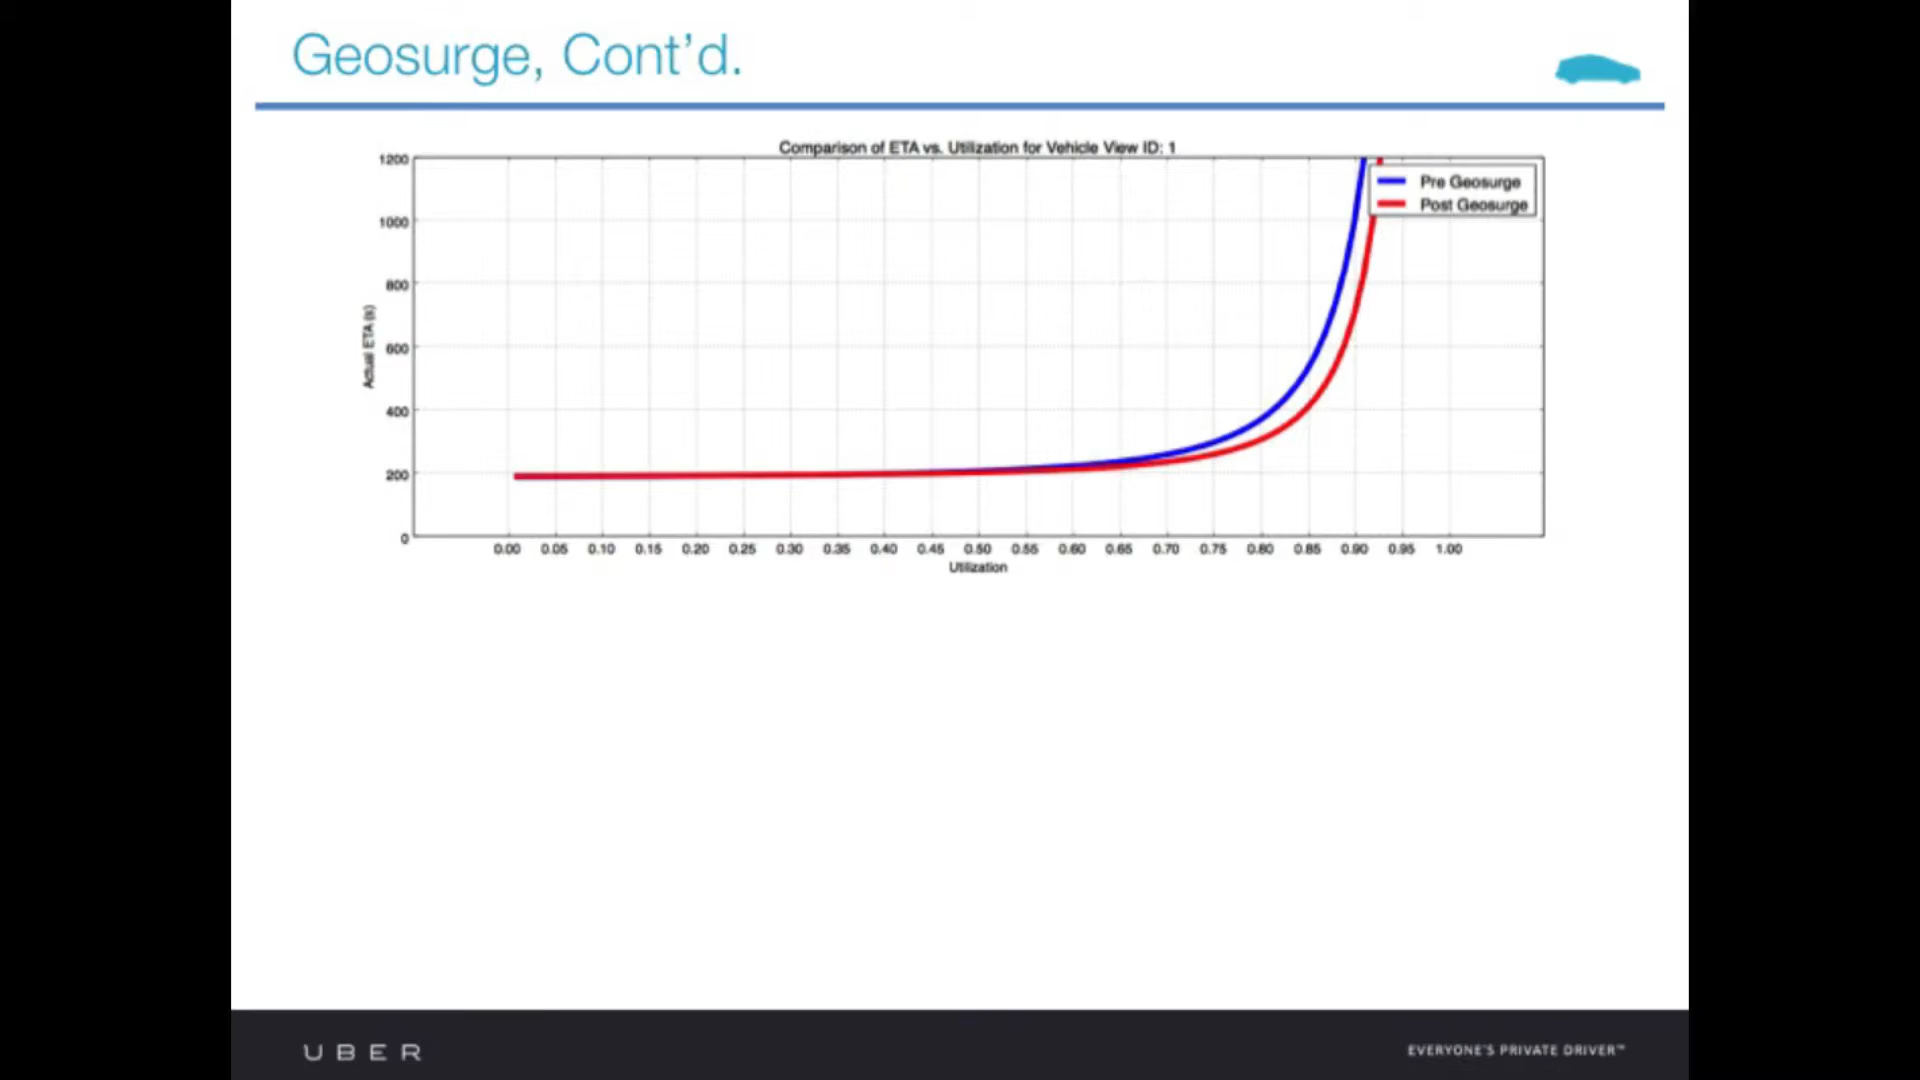 Geosurge, Cont'd.
Comparison of ETA vs. Utilization for Vehicle View ID: 1
1200
1000
800
600
400
200
0
Actual ETA (s)
Pre Geosurge
Post Geosurge
0.00 0.05 0.10 0.15 0.20 0.25 0.30 0.35 0.40 0.45 0.50 0.55 0.60 0.65 0.70 0.75 0.80 0.85 0.90 0.95 1.00
Utilization
UBER
EVERYONE'S PRIVATE DRIVER™